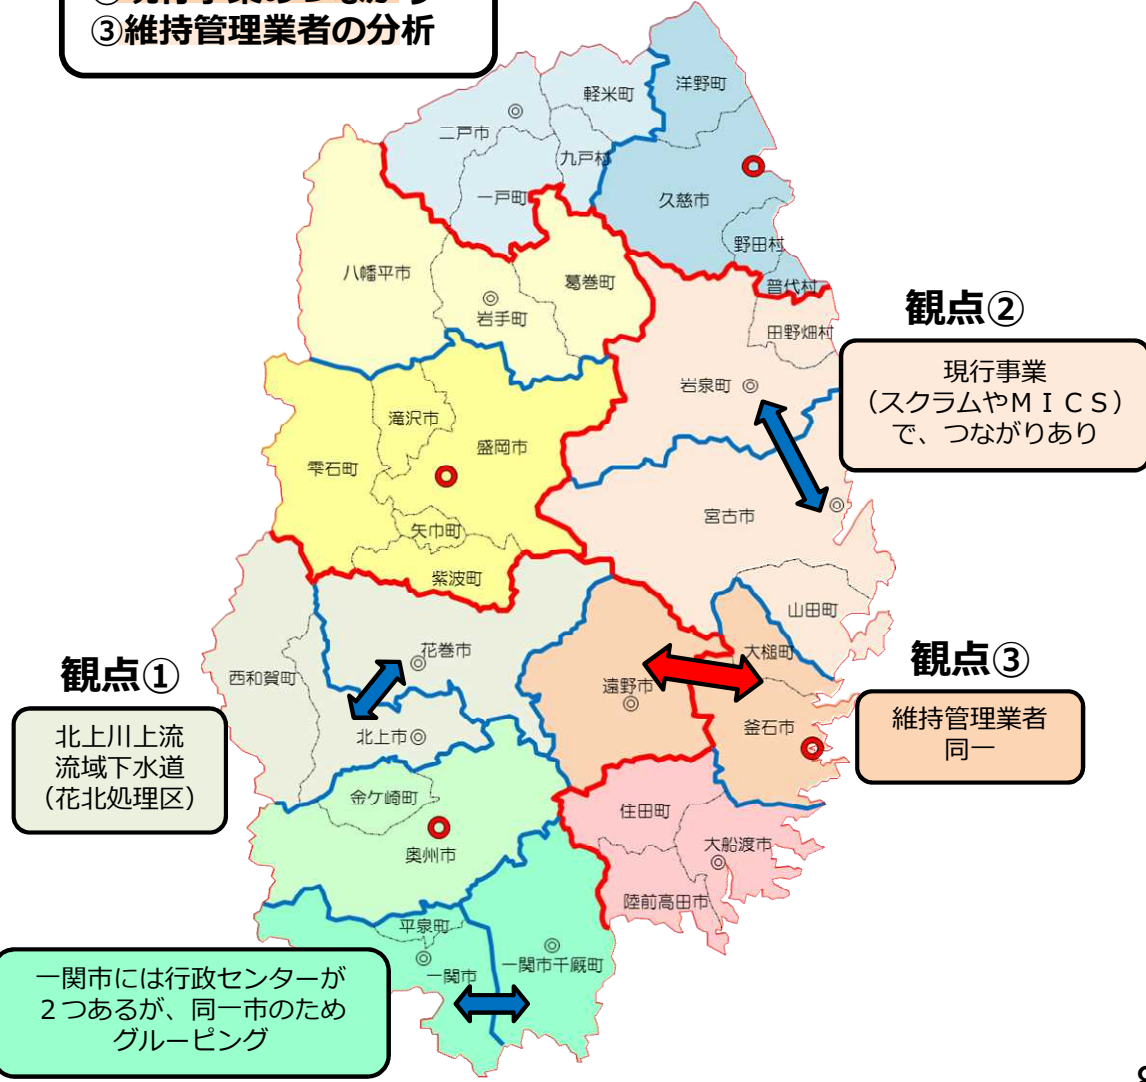 ③維持管理業者の分析
洋野町
軽米町
二戸市
九戸村
一戸町
久慈市
野田村
普代村
八幡平市
葛巻町
岩手町
観点②
田野畑村
現行事業
(スクラムやＭＩＣＳ)
で、つながりあり
岩泉町
滝沢市
盛岡市
雫石町
宮古市
矢巾町
紫波町
山田町
観点①
花巻市
大槌町
観点③
西和賀町
遠野市
釜石市
維持管理業者
同一
北上川上流
流域下水道
(花北処理区)
北上市
金ケ崎町
住田町
大船渡市
奥州市
陸前高田市
平泉町
一関市
一関市千厩町
一関市には行政センターが
２つあるが、同一市のため
グルーピング